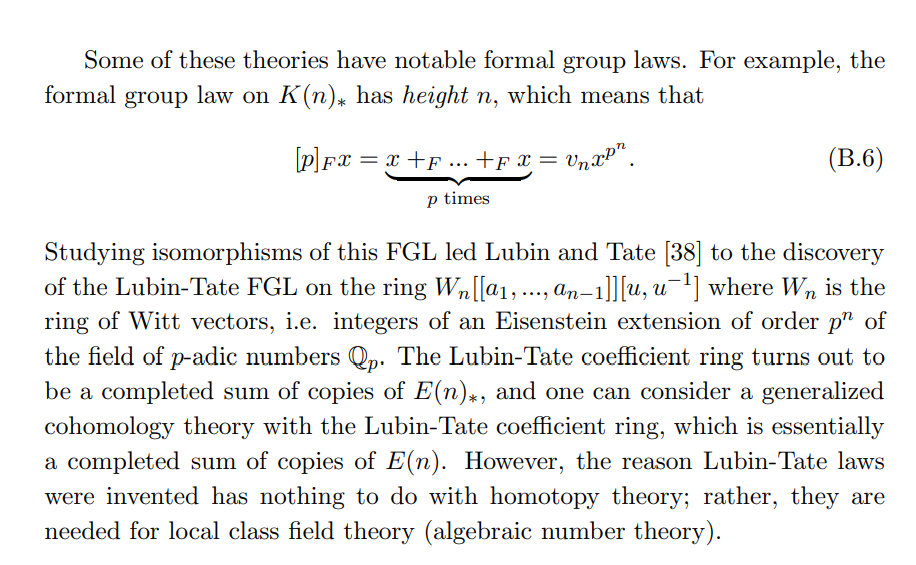 Some of these theories have notable formal group laws. For example, the
formal group law on K(n)∗ has height n, which means that
[p]_F x = x +_F ... +_F x = v_n x^{p^n}. (B.6)
p times
Studying isomorphisms of this FGL led Lubin and Tate [38] to the discovery
of the Lubin-Tate FGL on the ring W_n[[a_1, ..., a_{n−1}]][u, u^{−1}] where W_n is the
ring of Witt vectors, i.e. integers of an Eisenstein extension of order p^n of
the field of p-adic numbers ℚ_p. The Lubin-Tate coefficient ring turns out to
be a completed sum of copies of E(n)∗, and one can consider a generalized
cohomology theory with the Lubin-Tate coefficient ring, which is essentially
a completed sum of copies of E(n). However, the reason Lubin-Tate laws
were invented has nothing to do with homotopy theory; rather, they are
needed for local class field theory (algebraic number theory).